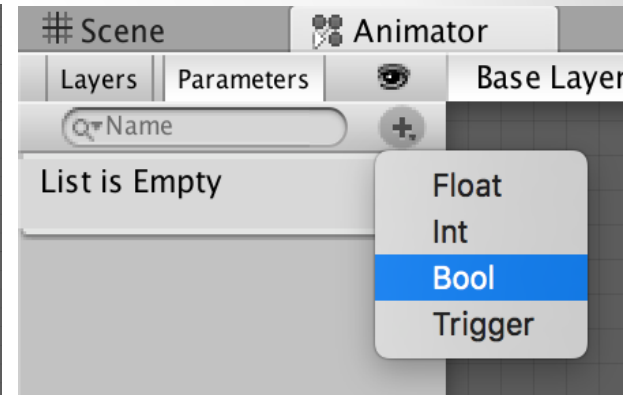 Scene Animator
Layers Parameters Base Layer
Name
List is Empty
Float
Int
Bool
Trigger